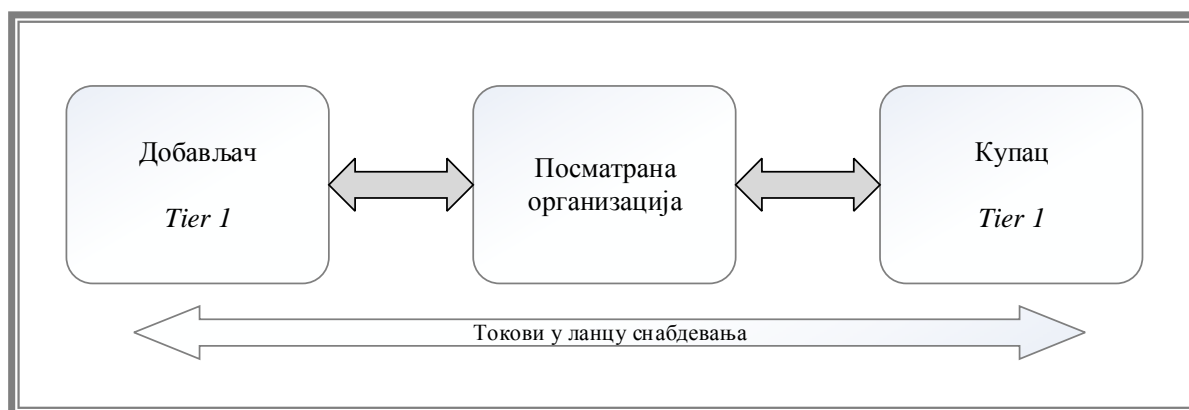 Добављач
Tier 1
Посматрана
организација
Купац
Tier 1
Токови у ланцу снабдевања